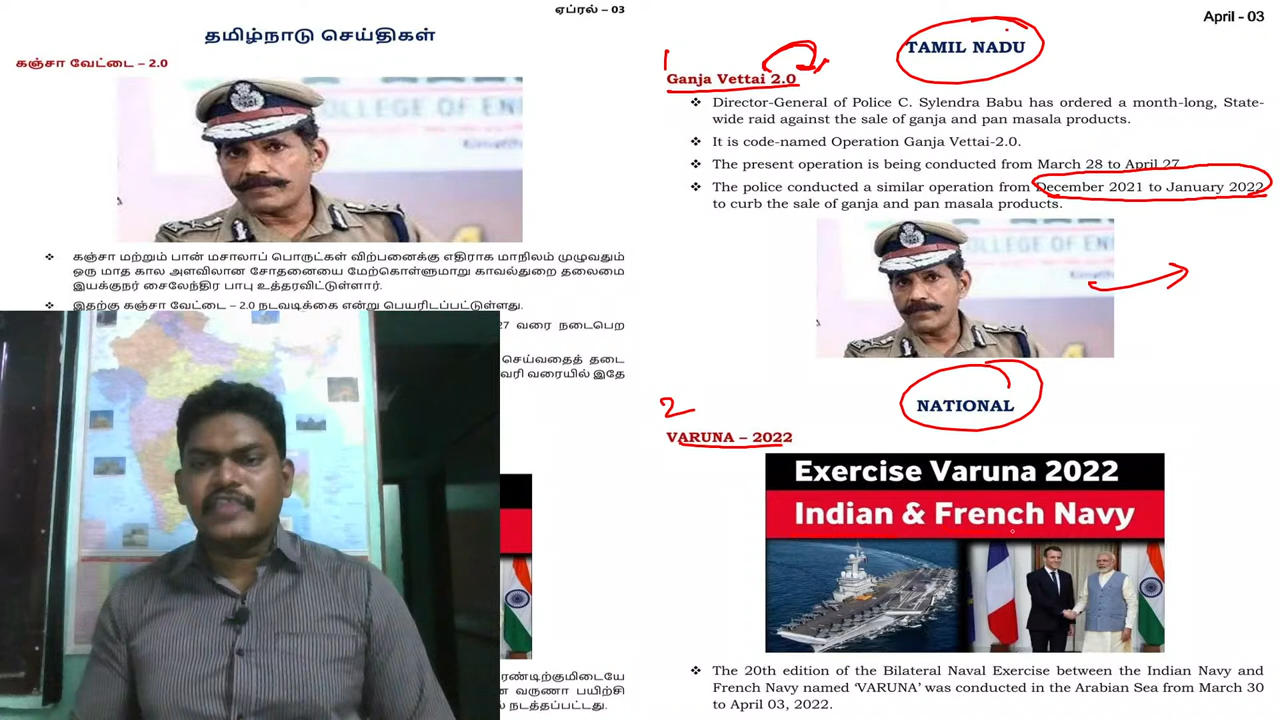 ஏப்ரல் – 03
தமிழ்நாடு செய்திகள்
கஞ்சா வேட்டை – 2.0
COLLEGE OF EN
❖ கஞ்சா மற்றும் பான் மசாலாப் பொருட்கள் விற்பனைக்கு எதிராக மாநிலம் முழுவதும்
ஒரு மாத கால அளவிலான சோதனையை மேற்கொள்ளுமாறு காவல்துறை தலைமை
இயக்குநர் சைலேந்திர பாபு உத்தரவிட்டுள்ளார்.
❖ இதற்கு கஞ்சா வேட்டை – 2.0 நடவடிக்கை என்று பெயரிடப்பட்டுள்ளது.
27 வரை நடைபெற
செய்வதைத் தடை
வரி வரையில் இதே
ரண்டிற்குமிடையே
ன வருணா பயிற்சி
நடத்தப்பட்டது.
April - 03
TAMIL NADU
1
Ganja Vettai 2.0
❖ Director-General of Police C. Sylendra Babu has ordered a month-long, State-
wide raid against the sale of ganja and pan masala products.
❖ It is code-named Operation Ganja Vettai-2.0.
❖ The present operation is being conducted from March 28 to April 27
❖ The police conducted a similar operation from December 2021 to January 2022
to curb the sale of ganja and pan masala products.
COLLEGE OF EN
NATIONAL
2
VARUNA – 2022
Exercise Varuna 2022
Indian & French Navy
❖ The 20th edition of the Bilateral Naval Exercise between the Indian Navy and
French Navy named ‘VARUNA’ was conducted in the Arabian Sea from March 30
to April 03, 2022.